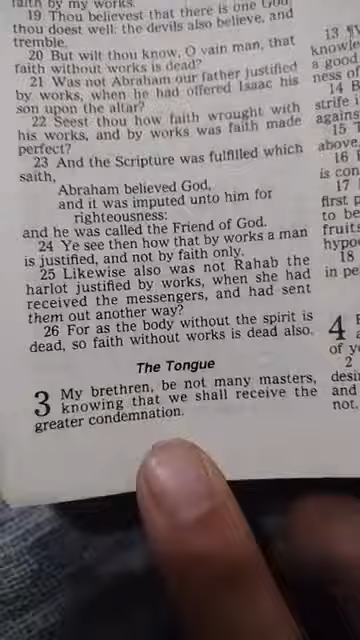 faith by my works.
19 Thou believest that there is one God;
thou doest well: the devils also believe, and
tremble.
20 But wilt thou know, O vain man, that
faith without works is dead?
21 Was not Abraham our father justified
by works, when he had offered Isaac his
son upon the altar?
22 Seest thou how faith wrought with
his works, and by works was faith made
perfect?
23 And the Scripture was fulfilled which
saith,
Abraham believed God,
and it was imputed unto him for
righteousness:
and he was called the Friend of God.
24 Ye see then how that by works a man
is justified, and not by faith only.
25 Likewise also was not Rahab the
harlot justified by works, when she had
received the messengers, and had sent
them out another way?
26 For as the body without the spirit is
dead, so faith without works is dead also.
The Tongue
3 My brethren, be not many masters,
knowing that we shall receive the
greater condemnation.
13
knowl
a good
ness of
14 B
strife
agains
15 T
above,
16 F
is con
17
first p
to be
fruits
hypo
18
in pe
4
of y
2
desi
and
not.